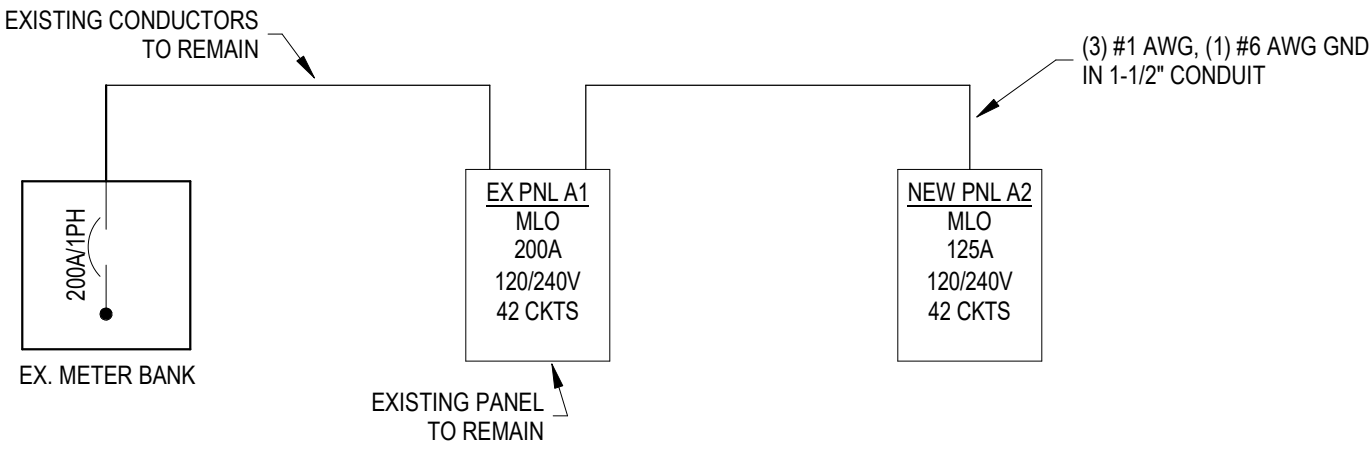 EXISTING CONDUCTORS
TO REMAIN
(3) #1 AWG, (1) #6 AWG GND
IN 1-1/2" CONDUIT
200A/1PH
EX. METER BANK
EX PNL A1
MLO
200A
120/240V
42 CKTS
NEW PNL A2
MLO
125A
120/240V
42 CKTS
EXISTING PANEL
TO REMAIN